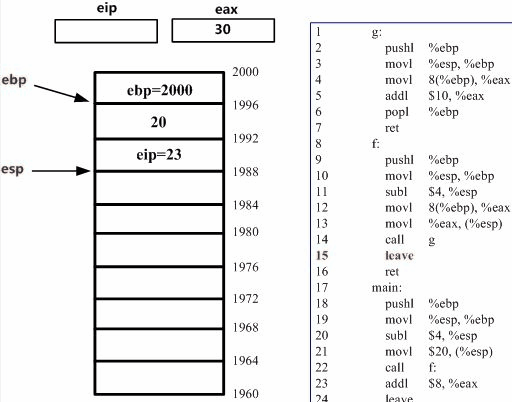 eip eax
30
ebp
esp
2000
ebp=2000
1996
20
1992
eip=23
1988
1984
1980
1976
1972
1968
1964
1960
1 g:
2 pushl %ebp
3 movl %esp, %ebp
4 movl 8(%ebp), %eax
5 addl $10, %eax
6 popl %ebp
7 ret
8 f:
9 pushl %ebp
10 movl %esp, %ebp
11 subl $4, %esp
12 movl 8(%ebp), %eax
13 movl %eax, (%esp)
14 call g
15 leave
16 ret
17 main:
18 pushl %ebp
19 movl %esp, %ebp
20 subl $4, %esp
21 movl $20, (%esp)
22 call f:
23 addl $8, %eax
24 leave